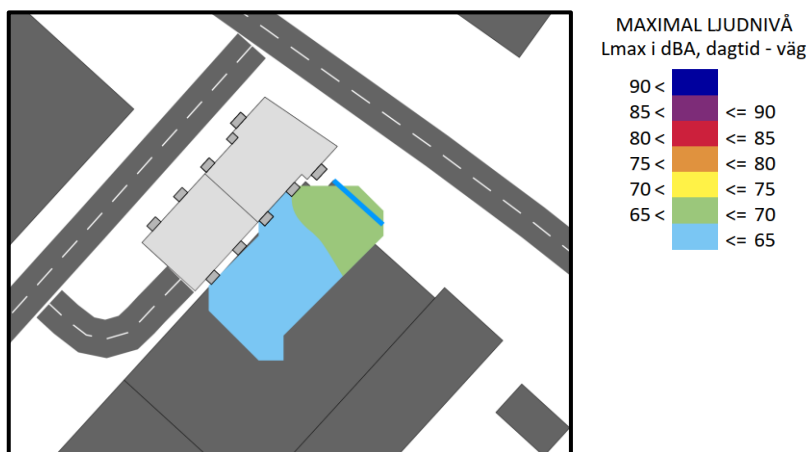 MAXIMAL LJUDNIVÅ
Lmax i dBA, dagtid - väg
90 <
85 < <= 90
80 < <= 85
75 < <= 80
70 < <= 75
65 < <= 70
<= 65